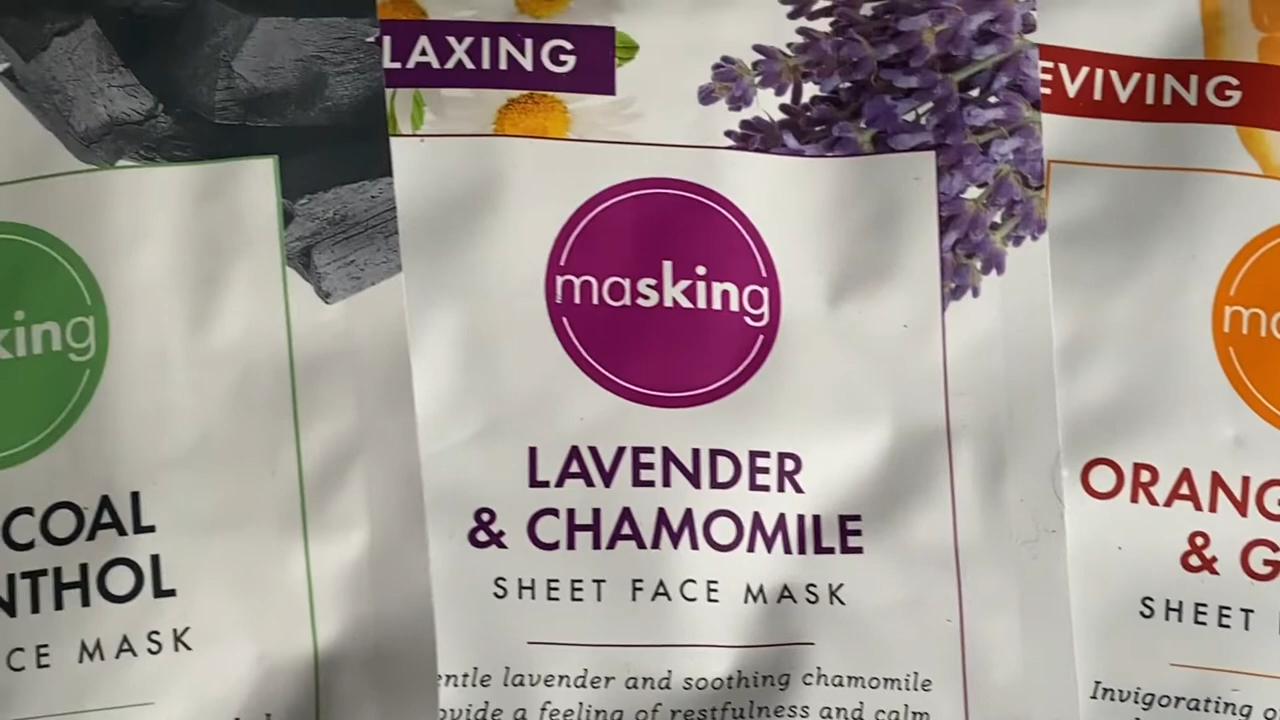 LAXING
EVIVING
masking
king
ma
LAVENDER
& CHAMOMILE
SHEET FACE MASK
entle lavender and soothing chamomile
ovide a feeling of restfulness and calm
COAL
NTHOL
CE MASK
ORANG
& G
SHEET
Invigorating o